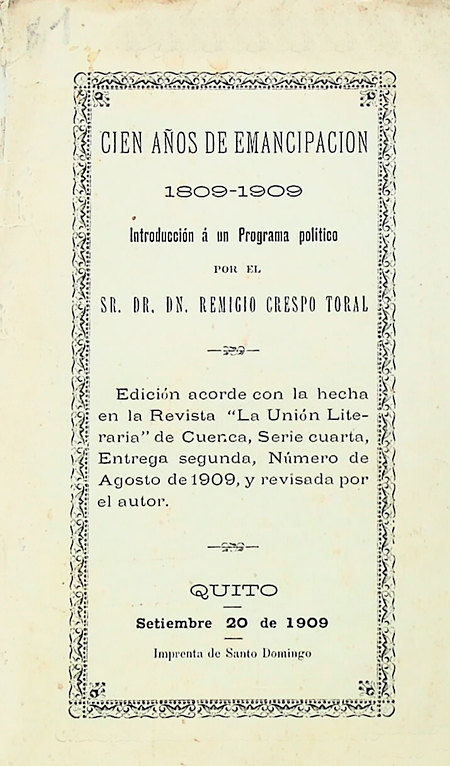 CIEN AÑOS DE EMANCIPACION
1809-1909
Introducción á un Programa político
POR EL
SR. DR. DN. REMIGIO CRESPO TORAL
Edición acorde con la hecha
en la Revista "La Unión Lite-
raria" de Cuenca, Serie cuarta,
Entrega segunda, Número de
Agosto de 1909, y revisada por
el autor.
QUITO
Setiembre 20 de 1909
Imprenta de Santo Domingo